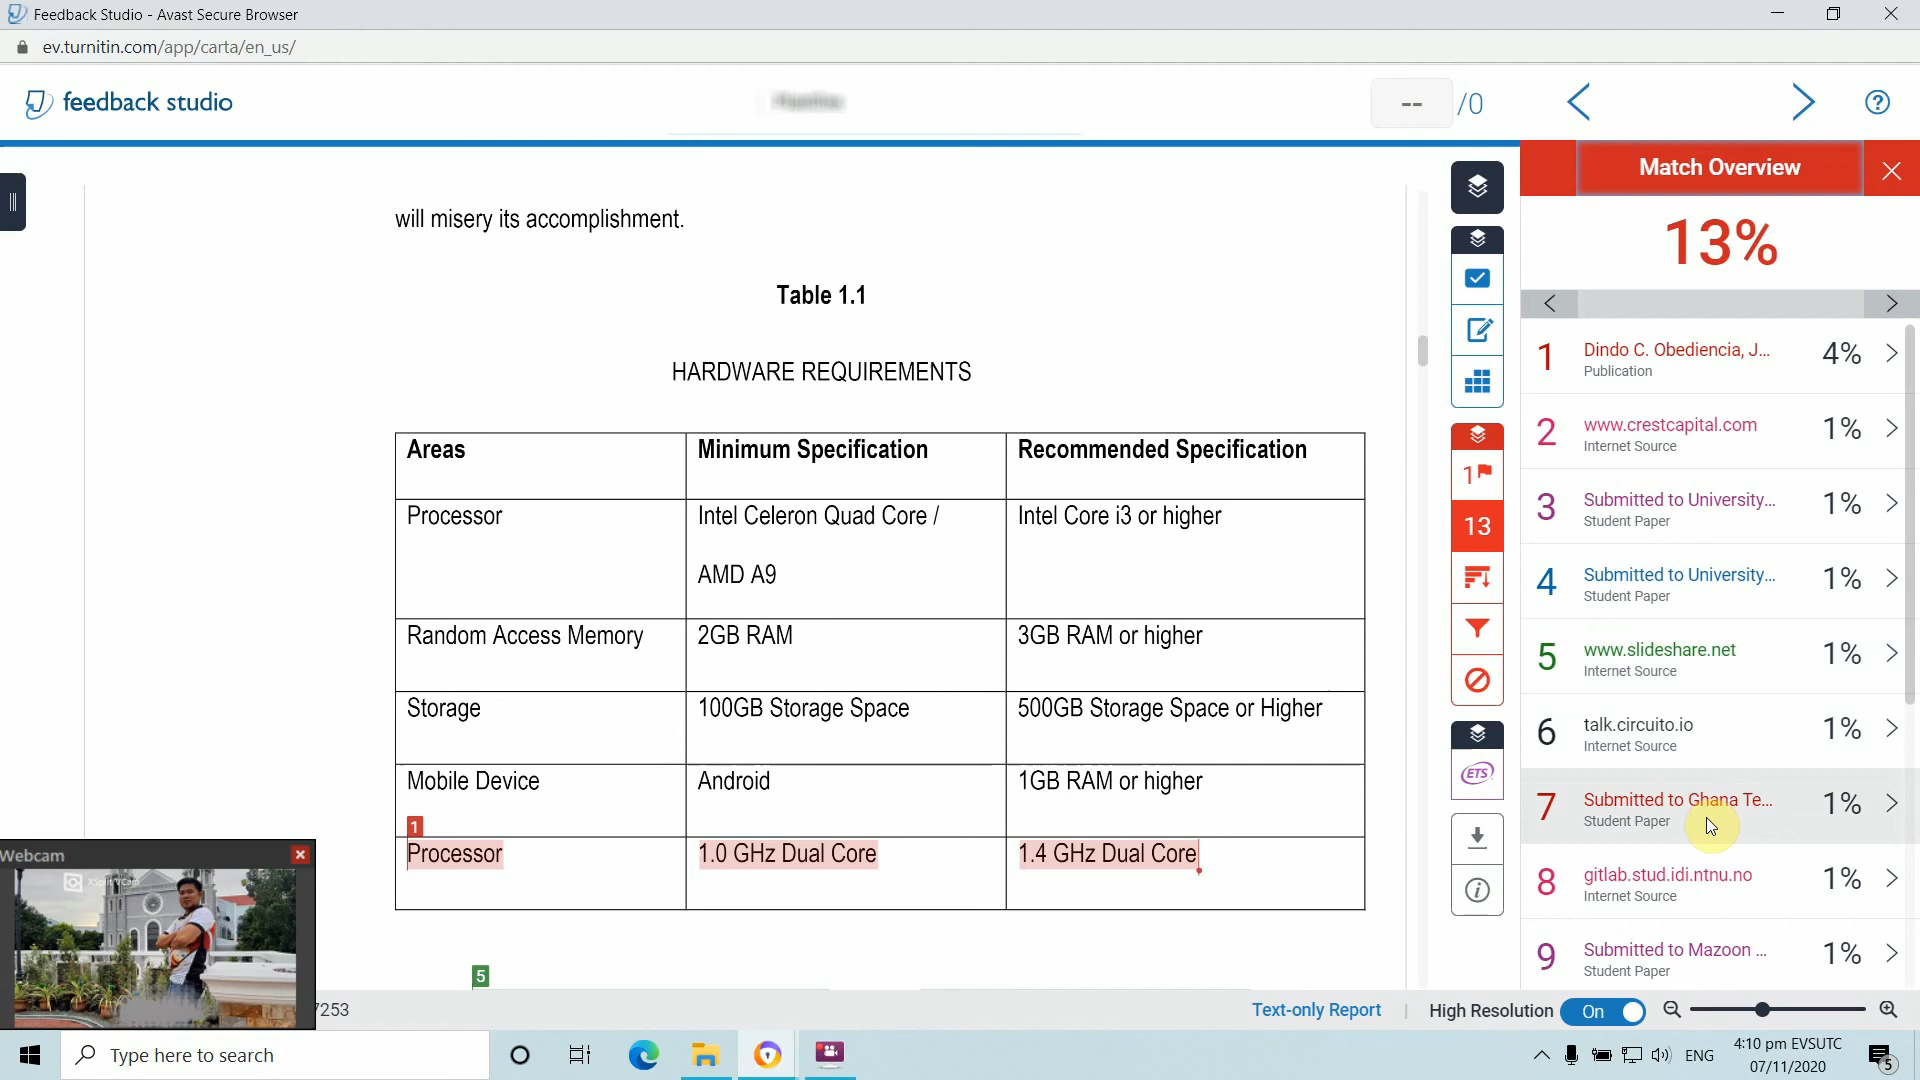 Feedback Studio - Avast Secure Browser
ev.turnitin.com/app/carta/en_us/
feedback studio
-- /0
?
will misery its accomplishment.
Table 1.1
HARDWARE REQUIREMENTS
Areas Minimum Specification Recommended Specification
Processor Intel Celeron Quad Core / Intel Core i3 or higher
AMD A9
Random Access Memory 2GB RAM 3GB RAM or higher
Storage 100GB Storage Space 500GB Storage Space or Higher
Mobile Device Android 1GB RAM or higher
1
Processor 1.0 GHz Dual Core 1.4 GHz Dual Core
5
1
13
ETS
Match Overview
13%
1 Dindo C. Obediencia, J... 4%
Publication
2 www.crestcapital.com 1%
Internet Source
3 Submitted to University... 1%
Student Paper
4 Submitted to University... 1%
Student Paper
5 www.slideshare.net 1%
Internet Source
6 talk.circuito.io 1%
Internet Source
7 Submitted to Ghana Te... 1%
Student Paper
8 gitlab.stud.idi.ntnu.no 1%
Internet Source
9 Submitted to Mazoon ... 1%
Student Paper
Webcam
XSplit VCam
7253
Text-only Report High Resolution On
Type here to search
ENG
4:10 pm EVSUTC
07/11/2020
5